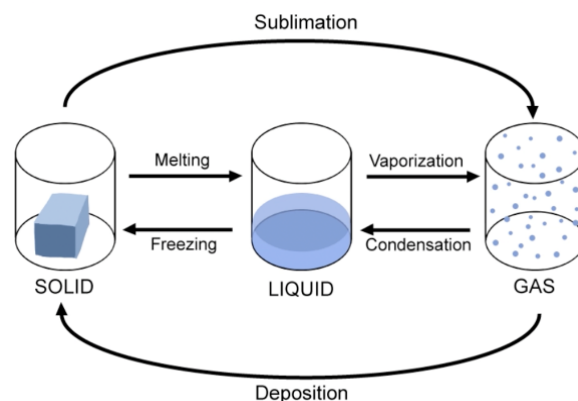 Sublimation
Melting
Vaporization
Freezing
Condensation
SOLID
LIQUID
GAS
Deposition